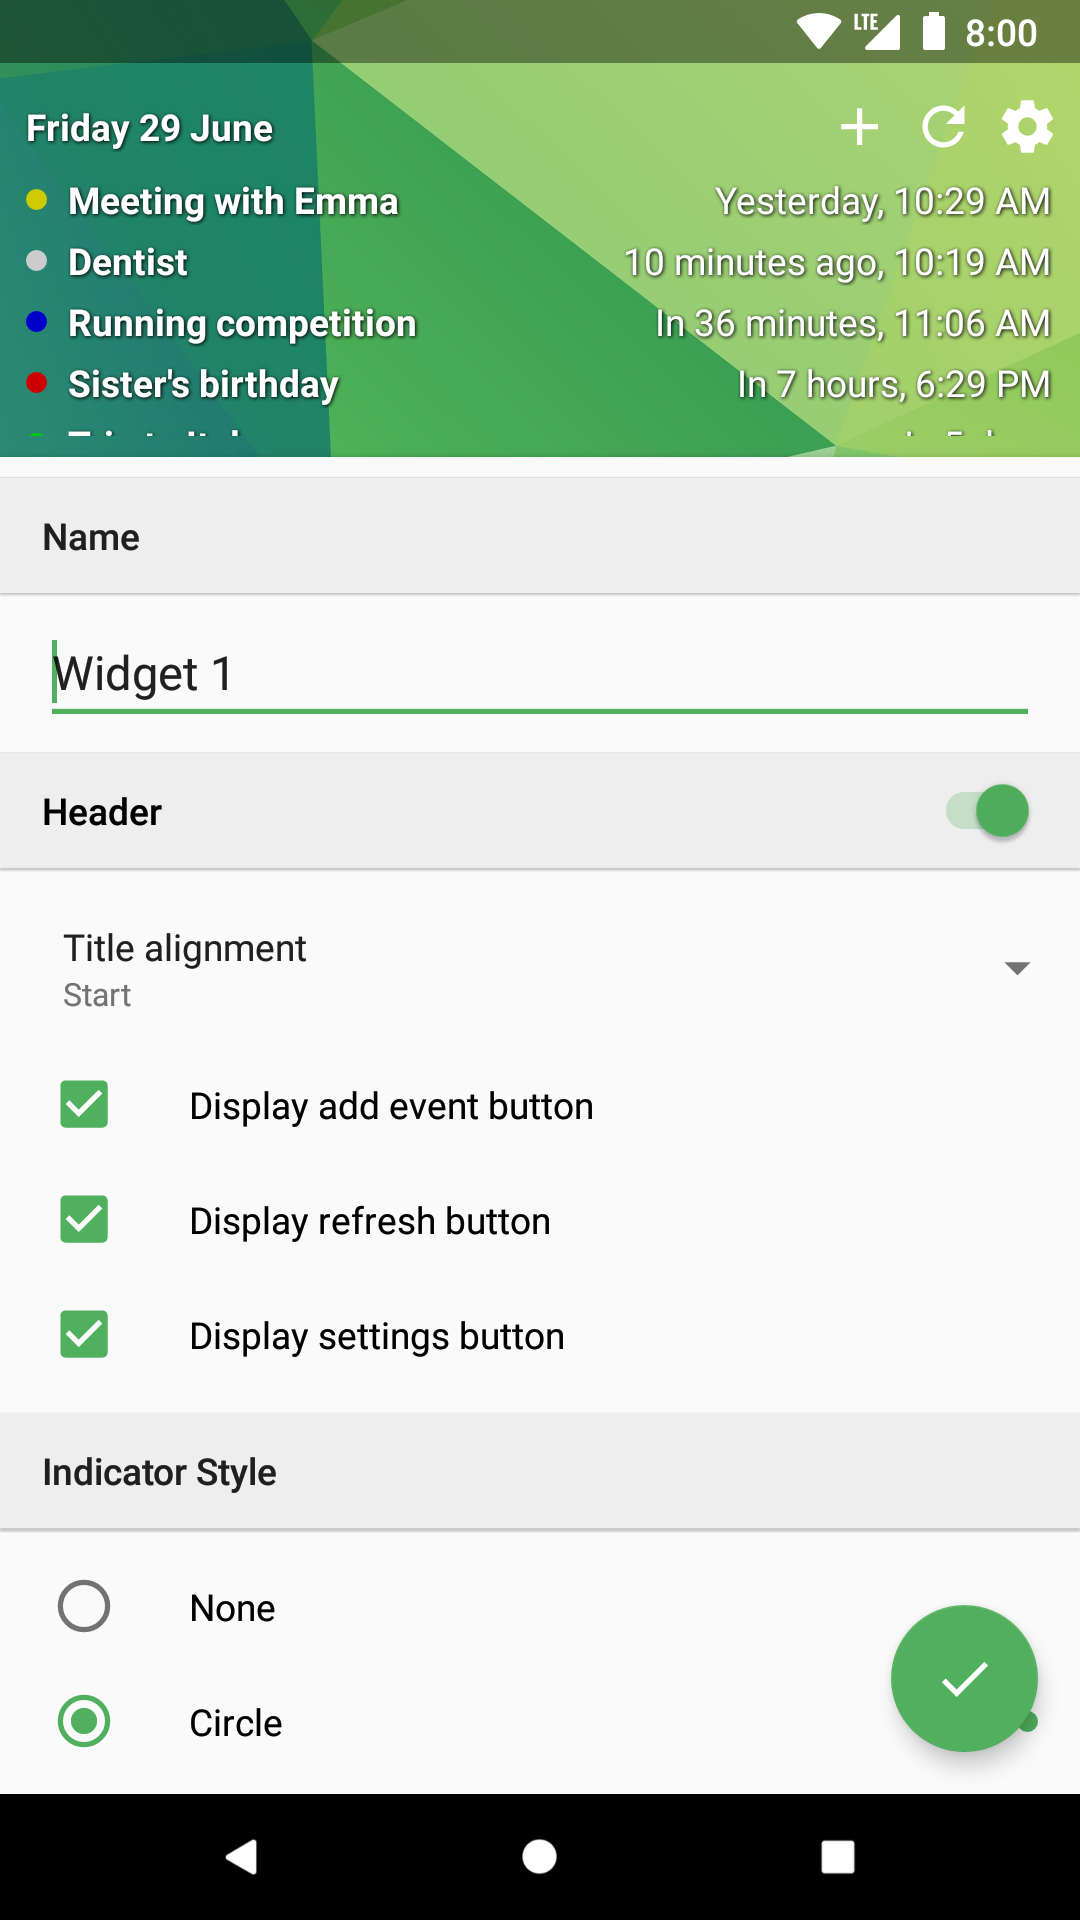 LTE 8:00
Friday 29 June
Meeting with Emma Yesterday, 10:29 AM
Dentist 10 minutes ago, 10:19 AM
Running competition In 36 minutes, 11:06 AM
Sister's birthday In 7 hours, 6:29 PM
Name
Widget 1
Header
Title alignment
Start
Display add event button
Display refresh button
Display settings button
Indicator Style
None
Circle